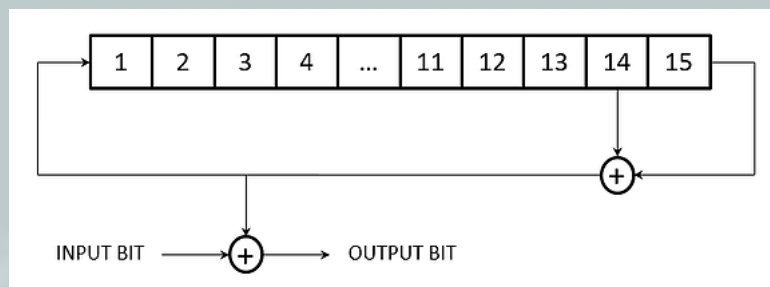 1 2 3 4 ... 11 12 13 14 15
+
INPUT BIT + OUTPUT BIT